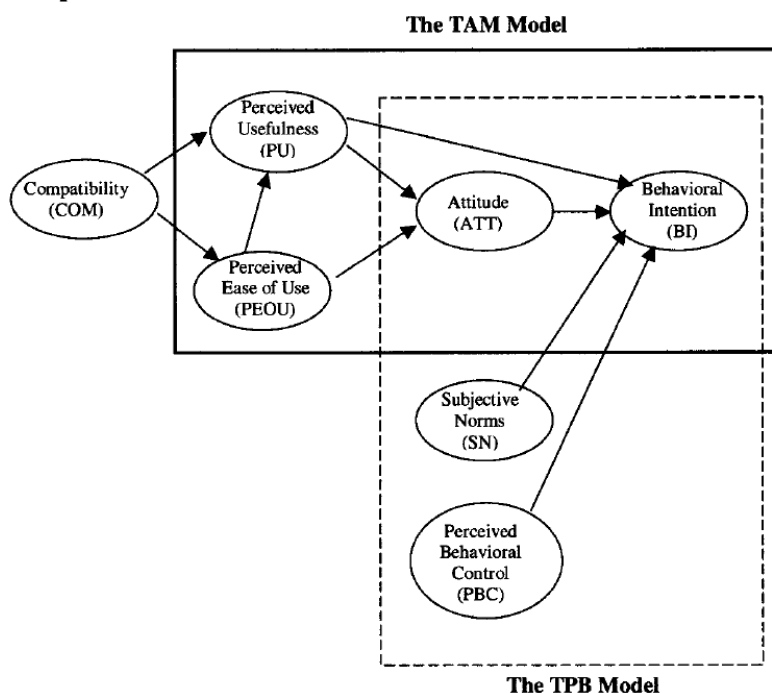 The TAM Model
Perceived
Usefulness
(PU)
Compatibility
(COM)
Attitude
(ATT)
Behavioral
Intention
(BI)
Perceived
Ease of Use
(PEOU)
Subjective
Norms
(SN)
Perceived
Behavioral
Control
(PBC)
The TPB Model